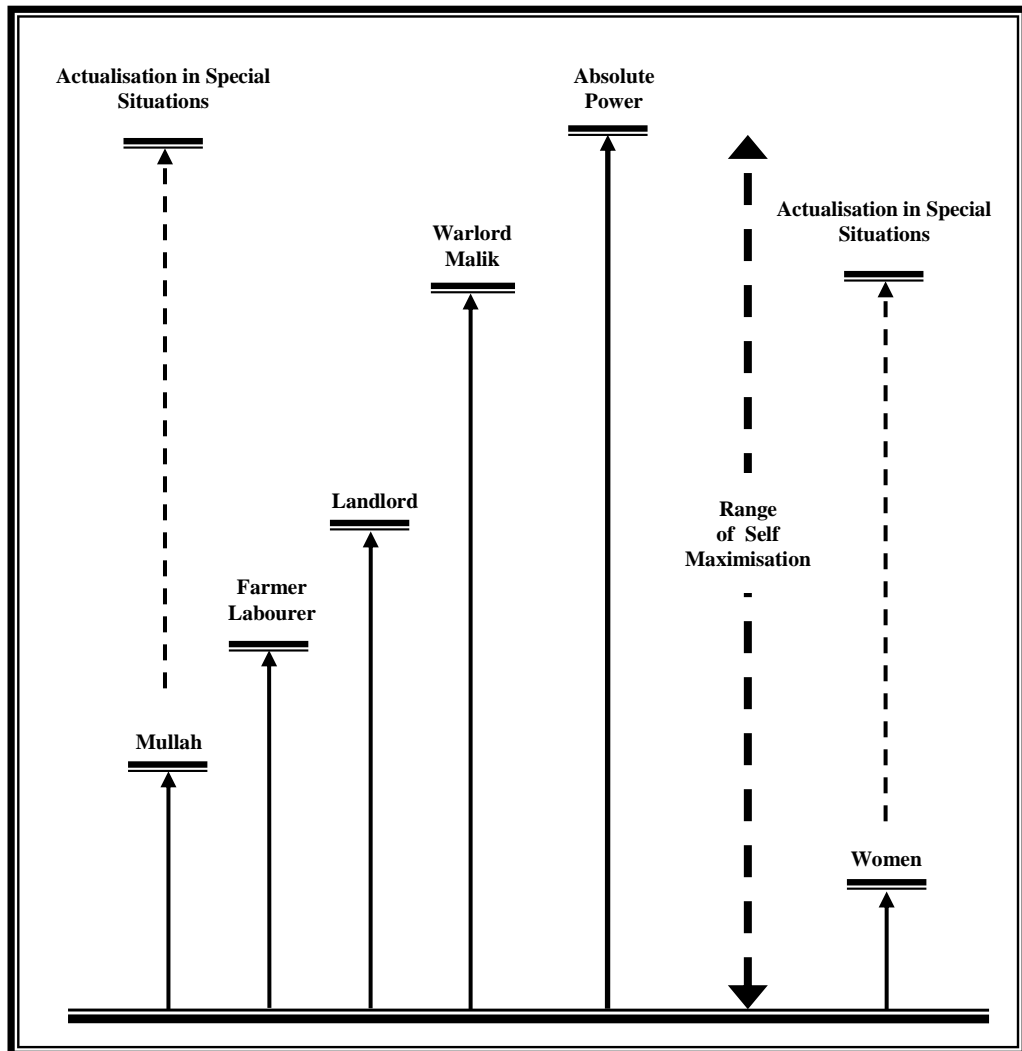 Actualisation in Special
Situations
Absolute
Power
Actualisation in Special
Situations
Warlord
Malik
Landlord
Range
of Self
Maximisation
Farmer
Labourer
Mullah
Women